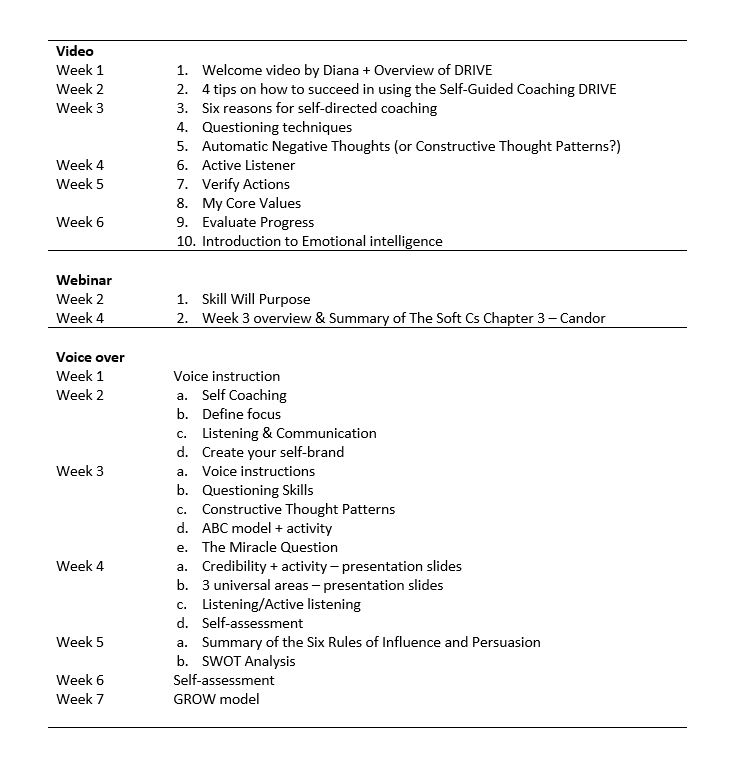 Video
Week 1 1. Welcome video by Diana + Overview of DRIVE
Week 2 2. 4 tips on how to succeed in using the Self-Guided Coaching DRIVE
Week 3 3. Six reasons for self-directed coaching
4. Questioning techniques
5. Automatic Negative Thoughts (or Constructive Thought Patterns?)
Week 4 6. Active Listener
Week 5 7. Verify Actions
8. My Core Values
Week 6 9. Evaluate Progress
10. Introduction to Emotional intelligence
Webinar
Week 2 1. Skill Will Purpose
Week 4 2. Week 3 overview & Summary of The Soft Cs Chapter 3 – Candor
Voice over
Week 1 Voice instruction
Week 2 a. Self Coaching
b. Define focus
c. Listening & Communication
d. Create your self-brand
Week 3 a. Voice instructions
b. Questioning Skills
c. Constructive Thought Patterns
d. ABC model + activity
e. The Miracle Question
Week 4 a. Credibility + activity – presentation slides
b. 3 universal areas – presentation slides
c. Listening/Active listening
d. Self-assessment
Week 5 a. Summary of the Six Rules of Influence and Persuasion
b. SWOT Analysis
Week 6 Self-assessment
Week 7 GROW model